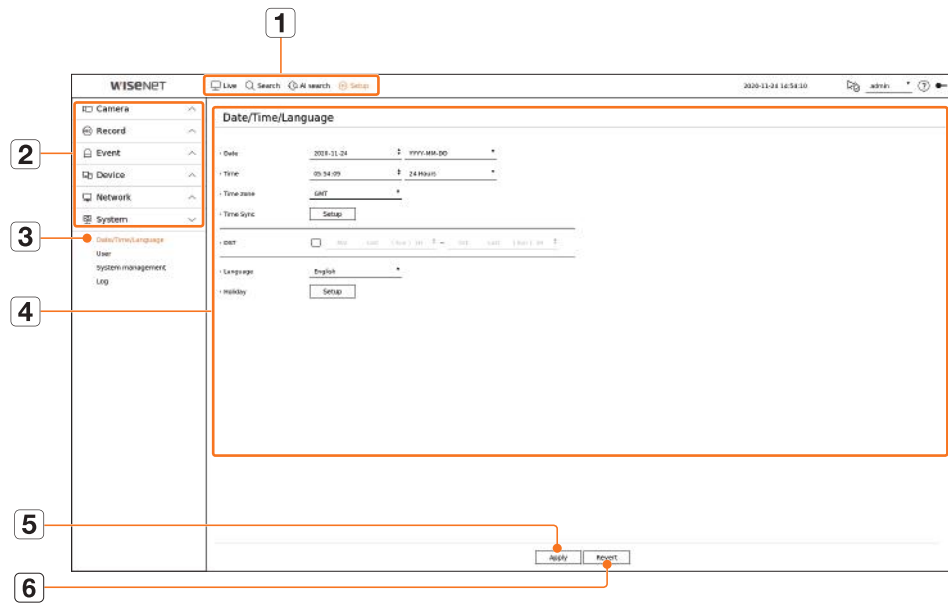 1
WISENET Live Search AI search Setup 2020-11-24 14:54:10 admin ?
Camera
Record
2 Event
Device
Network
System
3 Date/Time/Language
User
System management
Log
Date/Time/Language
Date 2020-11-24 YYYY-MM-DD
Time 05:54:09 24 Hours
Time zone GMT
Time Sync Setup
DST
Language English
Holiday Setup
4
5
Apply Revert
6